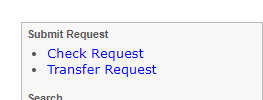 Submit Request
Check Request
Transfer Request
Search